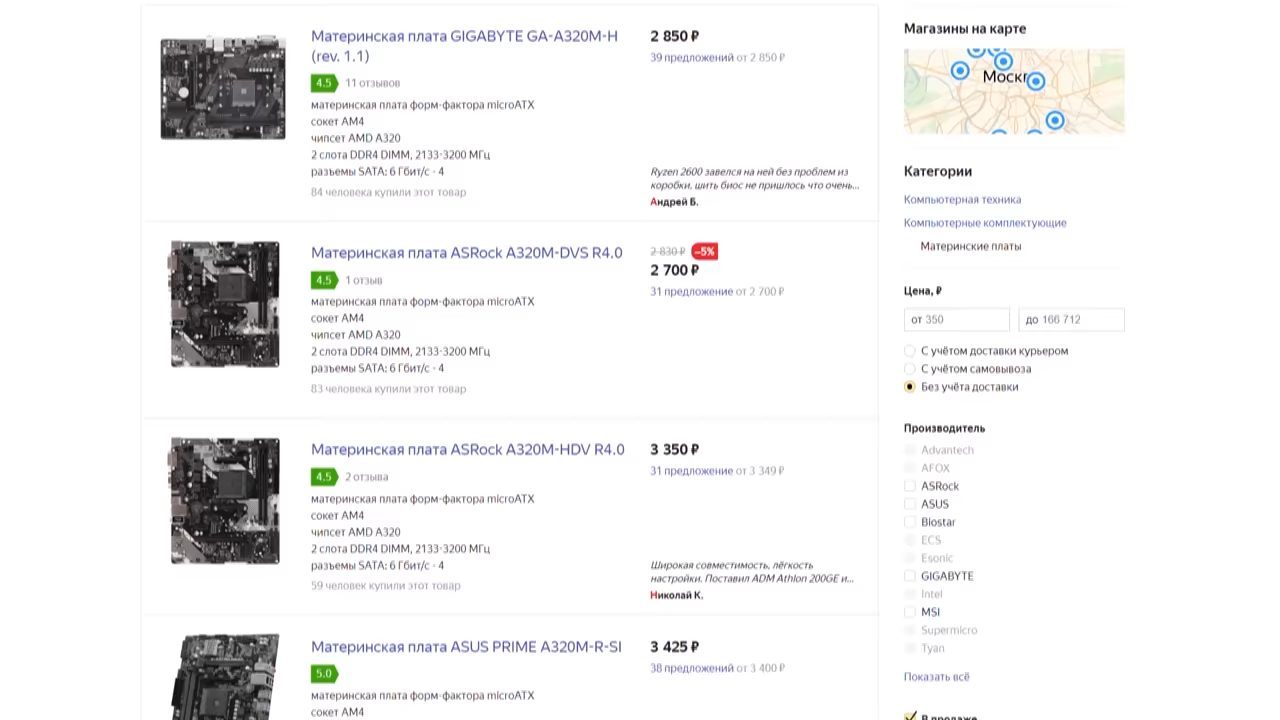 Материнская плата GIGABYTE GA-A320M-H
(rev. 1.1)
4.5 11 отзывов
материнская плата форм-фактора microATX
сокет AM4
чипсет AMD A320
2 слота DDR4 DIMM, 2133-3200 МГц
разъемы SATA: 6 Гбит/с - 4
84 человека купили этот товар
2 850 ₽
39 предложений от 2 850 ₽
Ryzen 2600 завелся на ней без проблем из
коробки. шить биос не пришлось что очень...
Андрей Б.
Материнская плата ASRock A320M-DVS R4.0
4.5 1 отзыв
материнская плата форм-фактора microATX
сокет AM4
чипсет AMD A320
2 слота DDR4 DIMM, 2133-3200 МГц
разъемы SATA: 6 Гбит/с - 4
83 человека купили этот товар
2 830 ₽ –5%
2 700 ₽
31 предложение от 2 700 ₽
Материнская плата ASRock A320M-HDV R4.0
4.5 2 отзыва
материнская плата форм-фактора microATX
сокет AM4
чипсет AMD A320
2 слота DDR4 DIMM, 2133-3200 МГц
разъемы SATA: 6 Гбит/с - 4
59 человек купили этот товар
3 350 ₽
31 предложение от 3 349 ₽
Широкая совместимость, лёгкость
настройки. Поставил ADM Athlon 200GE и...
Николай К.
Материнская плата ASUS PRIME A320M-R-SI
5.0
материнская плата форм-фактора microATX
сокет AM4
3 425 ₽
38 предложений от 3 400 ₽
Магазины на карте
Категории
Компьютерная техника
Компьютерные комплектующие
Материнские платы
Цена, ₽
от 350 до 166 712
С учётом доставки курьером
С учётом самовывоза
Без учёта доставки
Производитель
Advantech
AFOX
ASRock
ASUS
Biostar
ECS
Esonic
GIGABYTE
Intel
MSI
Supermicro
Tyan
Показать всё
В продаже